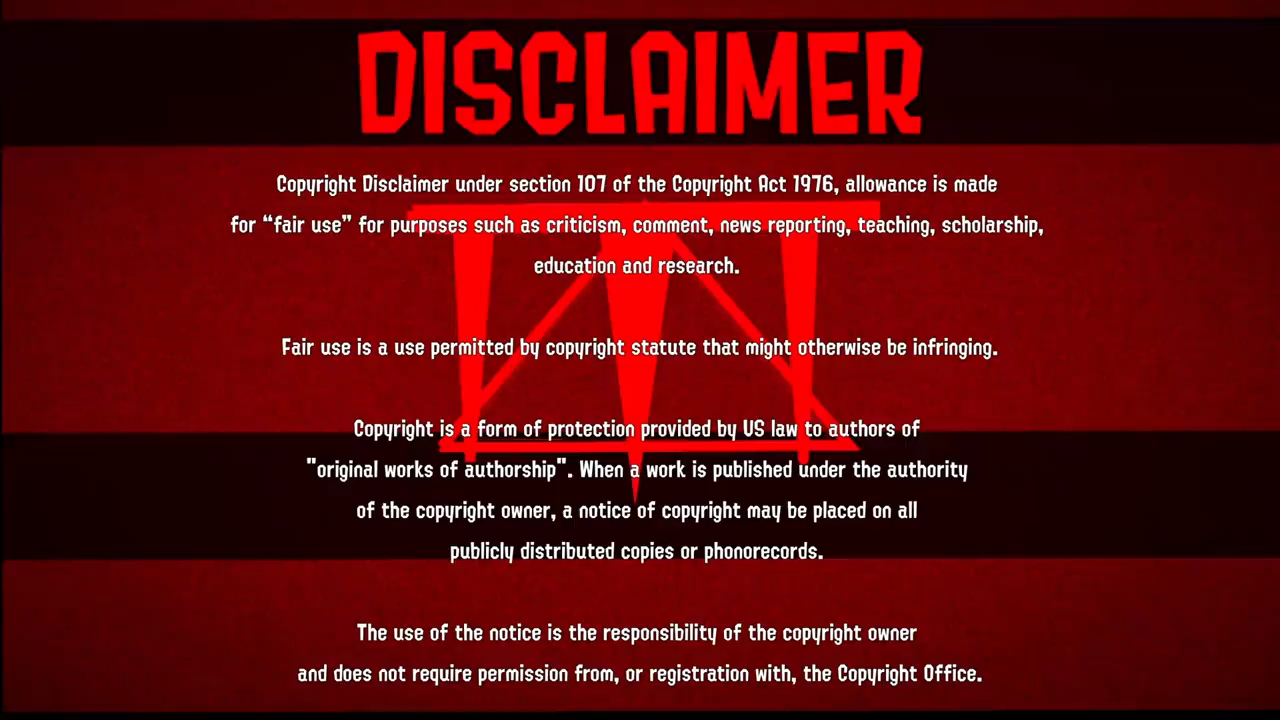 DISCLAIMER
Copyright Disclaimer under section 107 of the Copyright Act 1976, allowance is made
for “fair use” for purposes such as criticism, comment, news reporting, teaching, scholarship,
education and research.
Fair use is a use permitted by copyright statute that might otherwise be infringing.
Copyright is a form of protection provided by US law to authors of
"original works of authorship". When a work is published under the authority
of the copyright owner, a notice of copyright may be placed on all
publicly distributed copies or phonorecords.
The use of the notice is the responsibility of the copyright owner
and does not require permission from, or registration with, the Copyright Office.